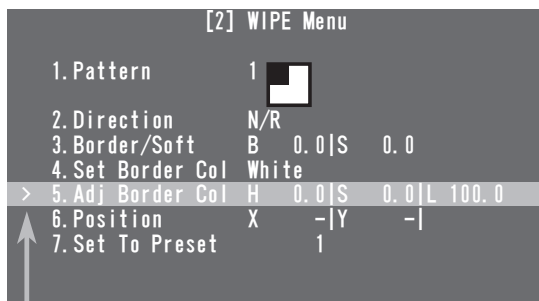 [2] WIPE Menu
1.Pattern 1
2.Direction N/R
3.Border/Soft B 0.0|S 0.0
4.Set Border Col White
> 5.Adj Border Col H 0.0|S 0.0|L 100.0
6.Position X -|Y -|
7.Set To Preset 1